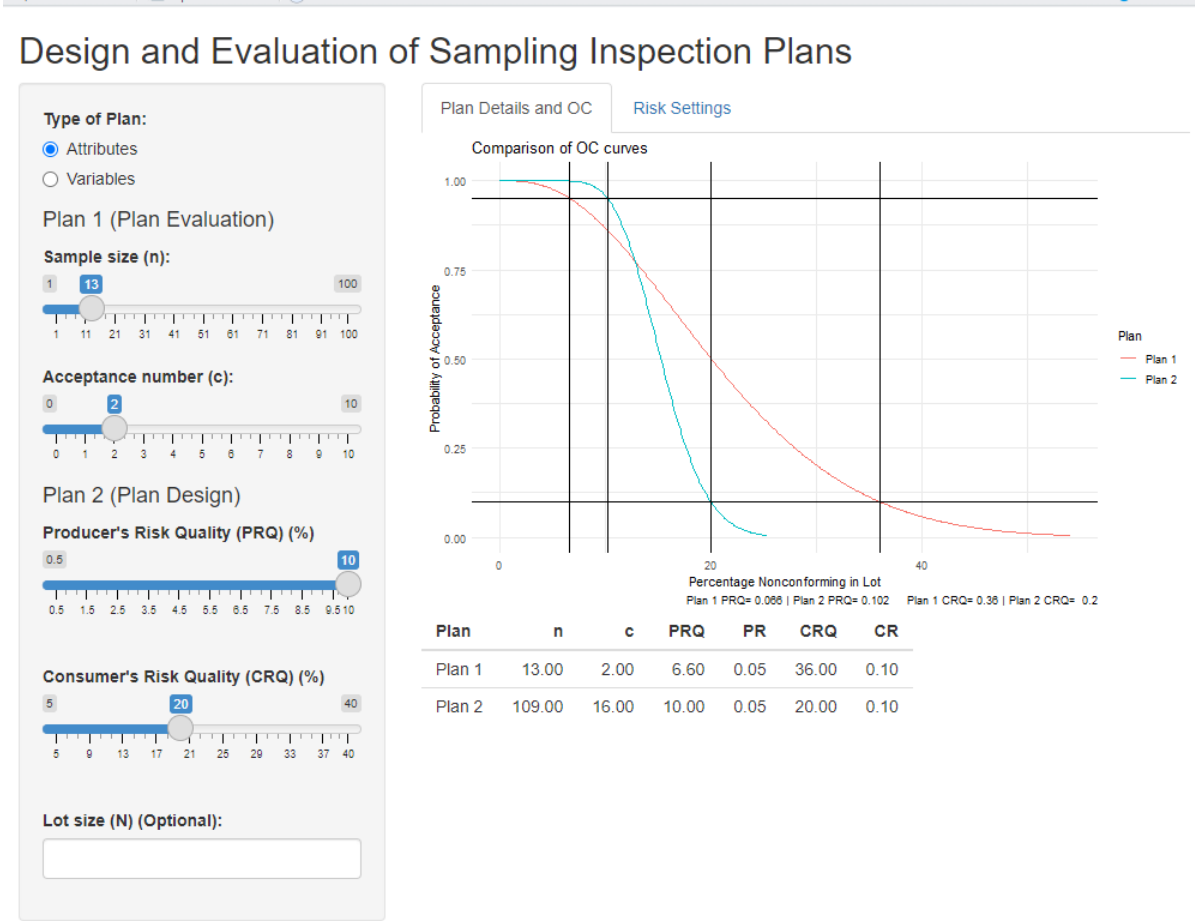 Design and Evaluation of Sampling Inspection Plans
Type of Plan:
Attributes
Variables
Plan 1 (Plan Evaluation)
Sample size (n):
1 13 100
1 11 21 31 41 51 61 71 81 91 100
Acceptance number (c):
0 2 10
0 1 2 3 4 5 6 7 8 9 10
Plan 2 (Plan Design)
Producer's Risk Quality (PRQ) (%)
0.5 10
0.5 1.5 2.5 3.5 4.5 5.5 6.5 7.5 8.5 9.5 10
Consumer's Risk Quality (CRQ) (%)
5 20 40
5 9 13 17 21 25 29 33 37 40
Lot size (N) (Optional):
Plan Details and OC Risk Settings
Comparison of OC curves
1.00
0.75
0.50
0.25
0.00
Probability of Acceptance
0 20 40
Percentage Nonconforming in Lot
Plan 1 PRQ= 0.066 | Plan 2 PRQ= 0.102 Plan 1 CRQ= 0.36 | Plan 2 CRQ= 0.2
Plan
Plan 1
Plan 2
Plan n c PRQ PR CRQ CR
Plan 1 13.00 2.00 6.60 0.05 36.00 0.10
Plan 2 109.00 16.00 10.00 0.05 20.00 0.10